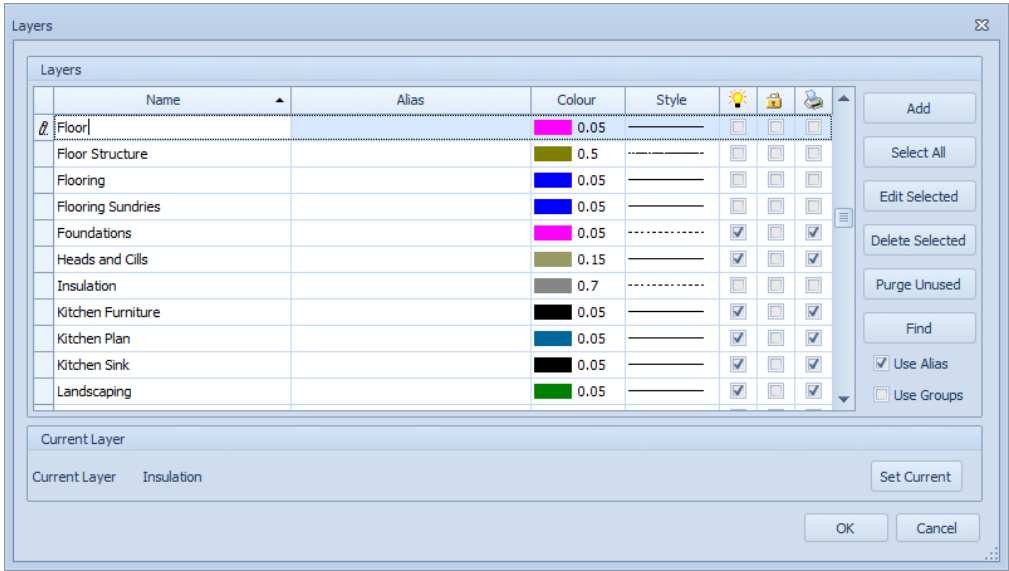 Layers
Layers
Name Alias Colour Style
Floor 0.05
Floor Structure 0.5
Flooring 0.05
Flooring Sundries 0.05
Foundations 0.05
Heads and Cills 0.15
Insulation 0.7
Kitchen Furniture 0.05
Kitchen Plan 0.05
Kitchen Sink 0.05
Landscaping 0.05
Add
Select All
Edit Selected
Delete Selected
Purge Unused
Find
Use Alias
Use Groups
Current Layer
Current Layer Insulation
Set Current
OK Cancel